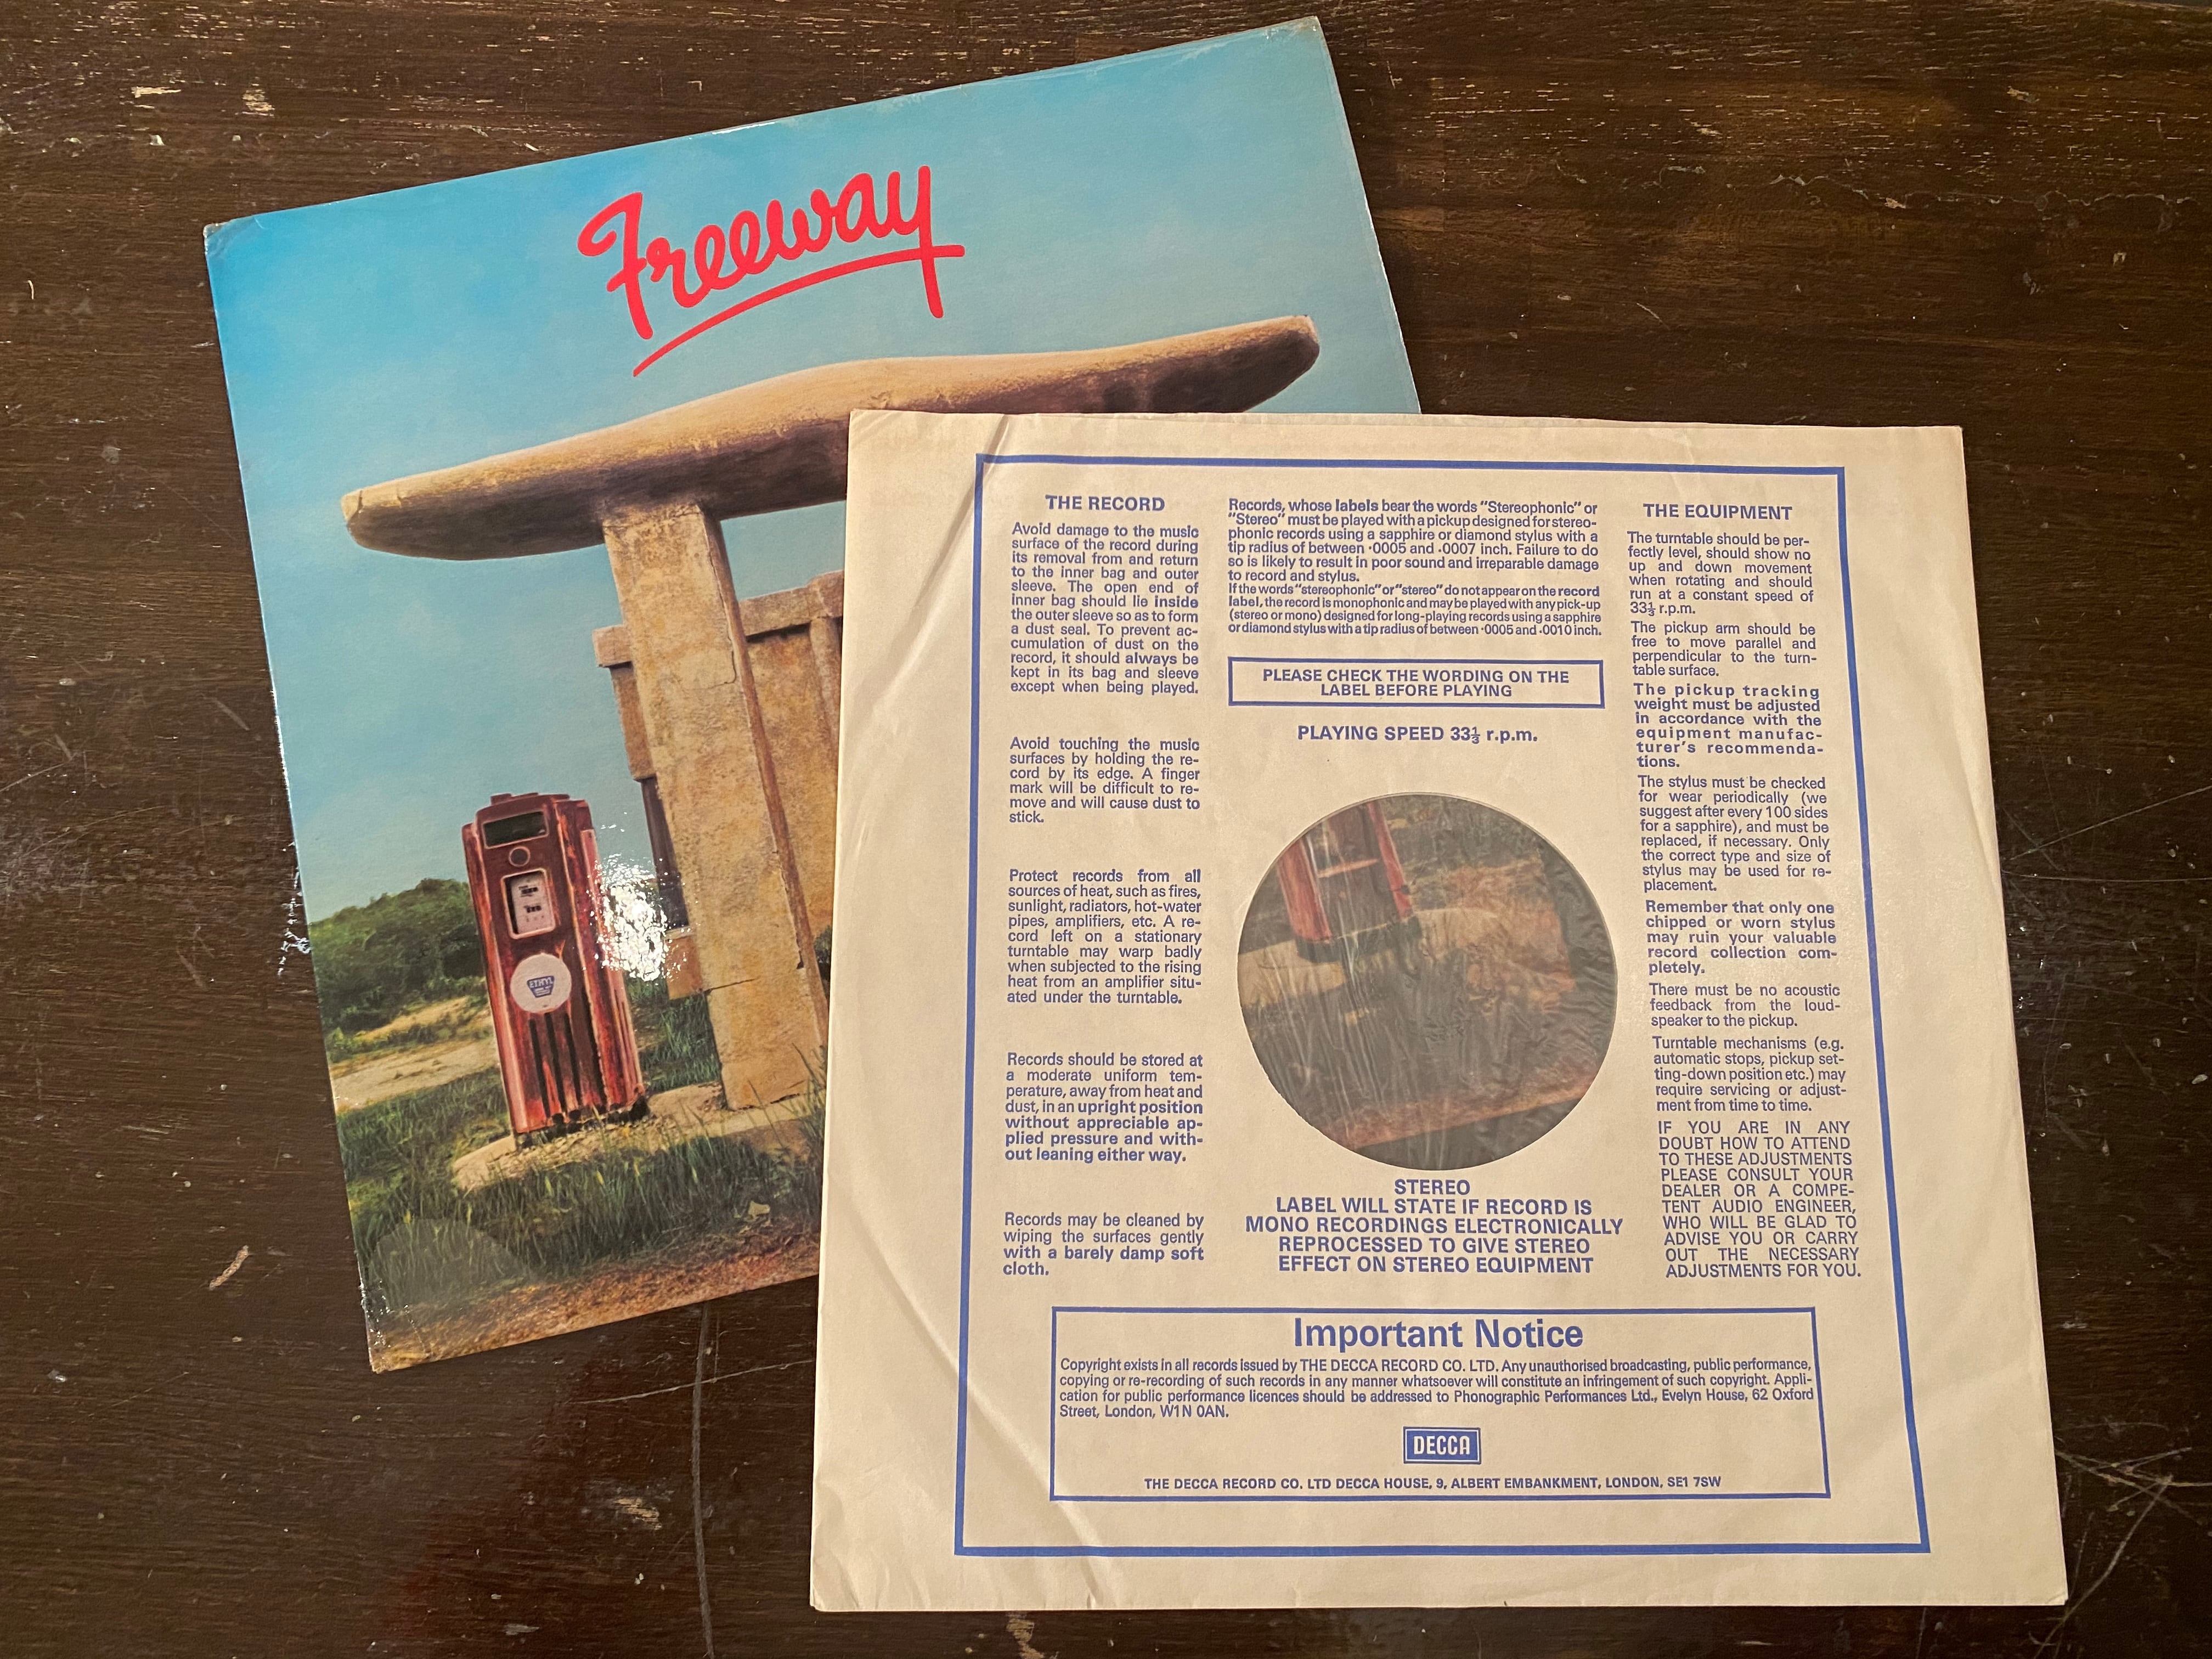 Freeway
ETHYL
THE RECORD
Avoid damage to the music
surface of the record during
its removal from and return
to the inner bag and outer
sleeve. The open end of
inner bag should lie inside
the outer sleeve so as to form
a dust seal. To prevent ac-
cumulation of dust on the
record, it should always be
kept in its bag and sleeve
except when being played.
Avoid touching the music
surfaces by holding the re-
cord by its edge. A finger
mark will be difficult to re-
move and will cause dust to
stick.
Protect records from all
sources of heat, such as fires,
sunlight, radiators, hot-water
pipes, amplifiers, etc. A re-
cord left on a stationary
turntable may warp badly
when subjected to the rising
heat from an amplifier situ-
ated under the turntable.
Records should be stored at
a moderate uniform tem-
perature, away from heat and
dust, in an upright position
without appreciable ap-
plied pressure and with-
out leaning either way.
Records may be cleaned by
wiping the surfaces gently
with a barely damp soft
cloth.
Records, whose labels bear the words "Stereophonic" or
"Stereo" must be played with a pickup designed for stereo-
phonic records using a sapphire or diamond stylus with a
tip radius of between ·0005 and .0007 inch. Failure to do
so is likely to result in poor sound and irreparable damage
to record and stylus.
If the words "stereophonic" or "stereo" do not appear on the record
label, the record is monophonic and may be played with any pick-up
(stereo or mono) designed for long-playing records using a sapphire
or diamond stylus with a tip radius of between ·0005 and .0010 inch.
PLEASE CHECK THE WORDING ON THE
LABEL BEFORE PLAYING
PLAYING SPEED 33⅓ r.p.m.
STEREO
LABEL WILL STATE IF RECORD IS
MONO RECORDINGS ELECTRONICALLY
REPROCESSED TO GIVE STEREO
EFFECT ON STEREO EQUIPMENT
THE EQUIPMENT
The turntable should be per-
fectly level, should show no
up and down movement
when rotating and should
run at a constant speed of
33⅓ r.p.m.
The pickup arm should be
free to move parallel and
perpendicular to the turn-
table surface.
The pickup tracking
weight must be adjusted
in accordance with the
equipment manufac-
turer's recommenda-
tions.
The stylus must be checked
for wear periodically (we
suggest after every 100 sides
for a sapphire), and must be
replaced, if necessary. Only
the correct type and size of
stylus may be used for re-
placement.
Remember that only one
chipped or worn stylus
may ruin your valuable
record collection com-
pletely.
There must be no acoustic
feedback from the loud-
speaker to the pickup.
Turntable mechanisms (e.g.
automatic stops, pickup set-
ting-down position etc.) may
require servicing or adjust-
ment from time to time.
IF YOU ARE IN ANY
DOUBT HOW TO ATTEND
TO THESE ADJUSTMENTS
PLEASE CONSULT YOUR
DEALER OR A COMPE-
TENT AUDIO ENGINEER,
WHO WILL BE GLAD TO
ADVISE YOU OR CARRY
OUT THE NECESSARY
ADJUSTMENTS FOR YOU.
Important Notice
Copyright exists in all records issued by THE DECCA RECORD CO. LTD. Any unauthorised broadcasting, public performance,
copying or re-recording of such records in any manner whatsoever will constitute an infringement of such copyright. Appli-
cation for public performance licences should be addressed to Phonographic Performances Ltd., Evelyn House, 62 Oxford
Street, London, W1N 0AN.
DECCA
THE DECCA RECORD CO. LTD DECCA HOUSE, 9, ALBERT EMBANKMENT, LONDON, SE1 7SW